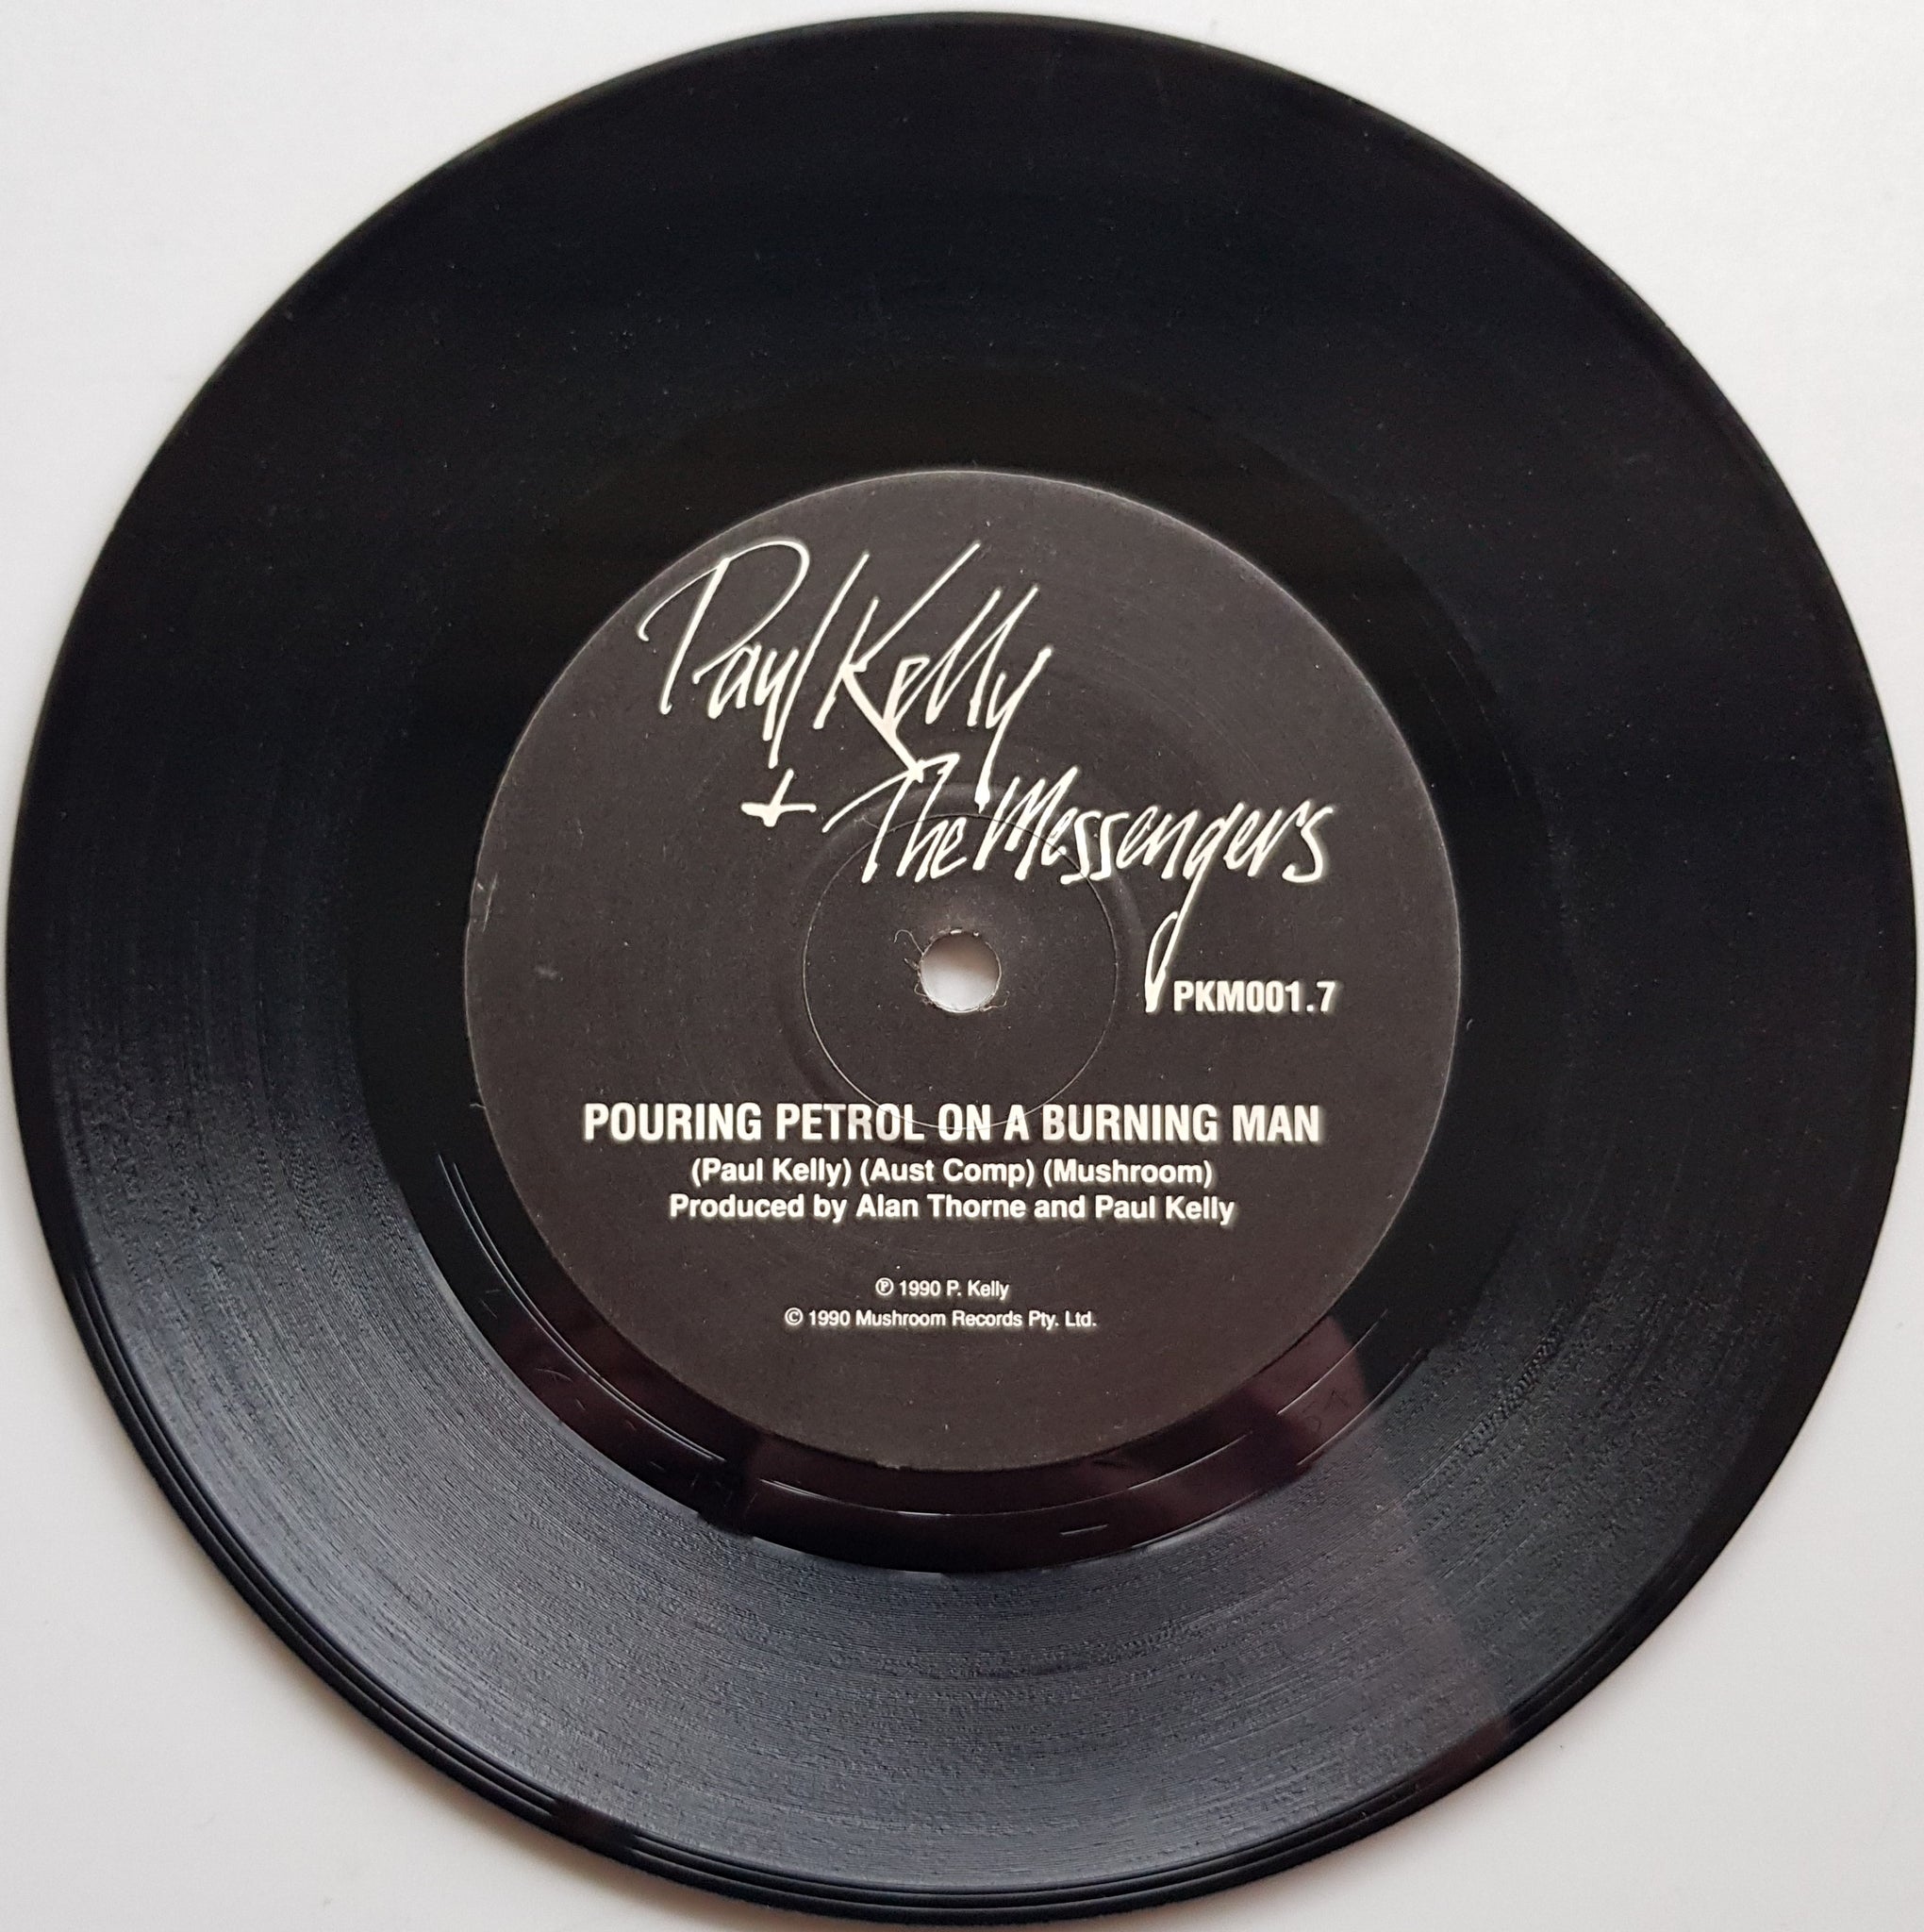 Paul Kelly
+ The Messengers
PKM001.7
POURING PETROL ON A BURNING MAN
(Paul Kelly) (Aust Comp) (Mushroom)
Produced by Alan Thorne and Paul Kelly
℗ 1990 P. Kelly
© 1990 Mushroom Records Pty. Ltd.